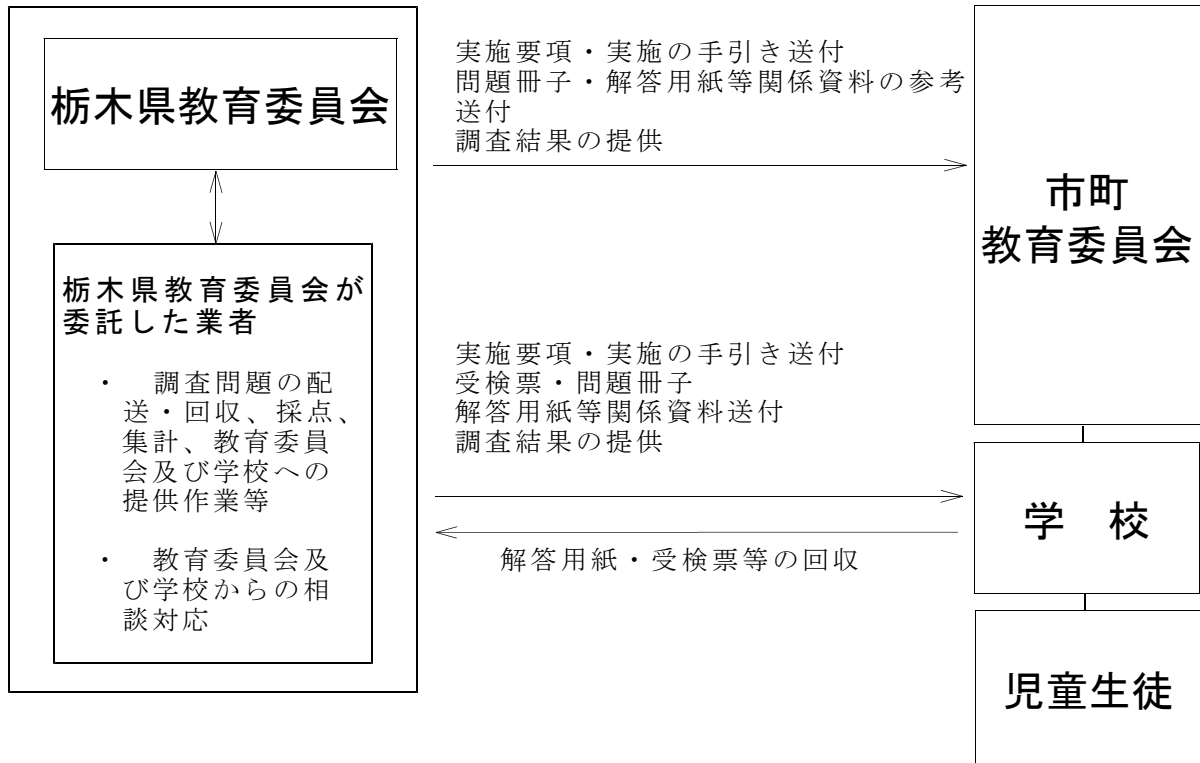 栃木県教育委員会
栃木県教育委員会が
委託した業者
・　調査問題の配
送・回収、採点、
集計、教育委員
会及び学校への
提供作業等
・　教育委員会及
び学校からの相
談対応
実施要項・実施の手引き送付
問題冊子・解答用紙等関係資料の参考
送付
調査結果の提供
実施要項・実施の手引き送付
受検票・問題冊子
解答用紙等関係資料送付
調査結果の提供
解答用紙・受検票等の回収
市町
教育委員会
学　校
児童生徒